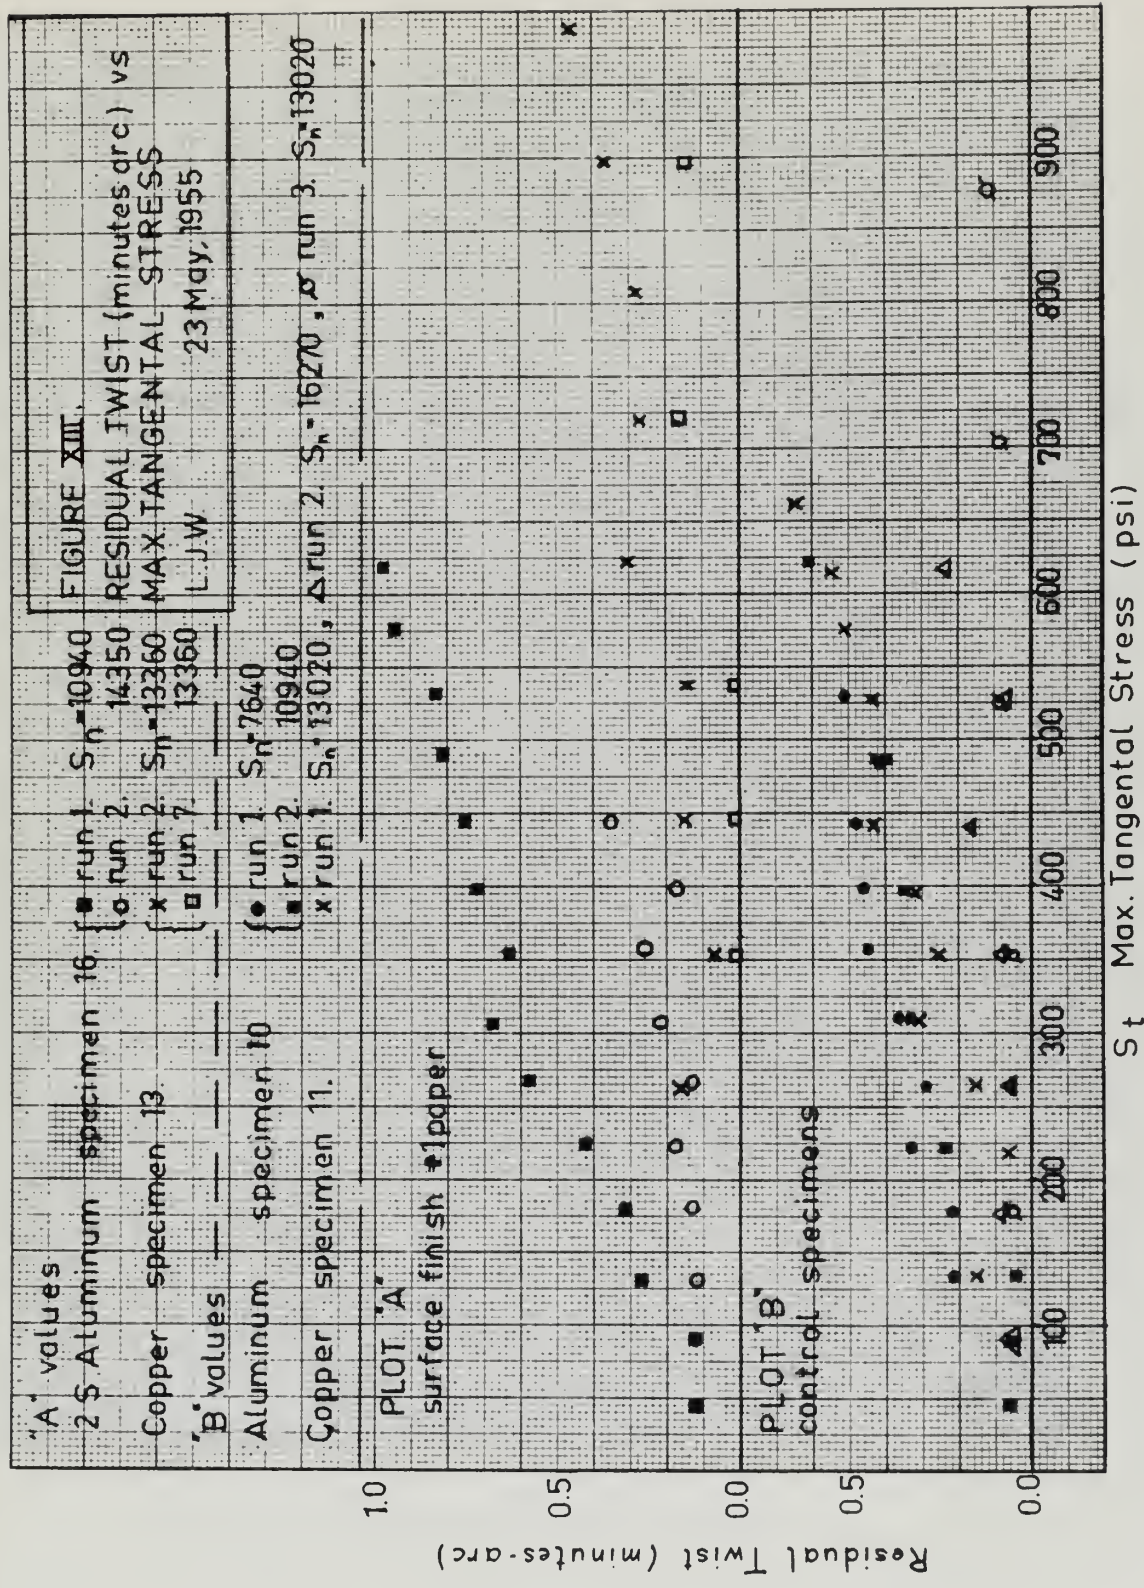 "A" values
2 S Aluminum specimen 16. { ■ run 1. Sn=10940
{ o run 2. 14350
Copper specimen 13 { x run 2. Sn=13360
{ □ run 7. 13360
"B" values
Aluminum specimen 10 { ● run 1. Sn=7640
{ ■ run 2. 10940
Copper specimen 11. x run 1. Sn=13020, △ run 2. Sn=16270, ơ run 3. Sn=13020
FIGURE XIII.
RESIDUAL TWIST (minutes arc) vs
MAX. TANGENTAL STRESS
L J W 23 May, 1955
PLOT "A"
surface finish #1 paper
PLOT "B"
control specimens
1.0
0.5
0.0
0.5
0.0
Residual Twist (minutes-arc)
100 200 300 400 500 600 700 800 900
St Max. Tangental Stress (psi)